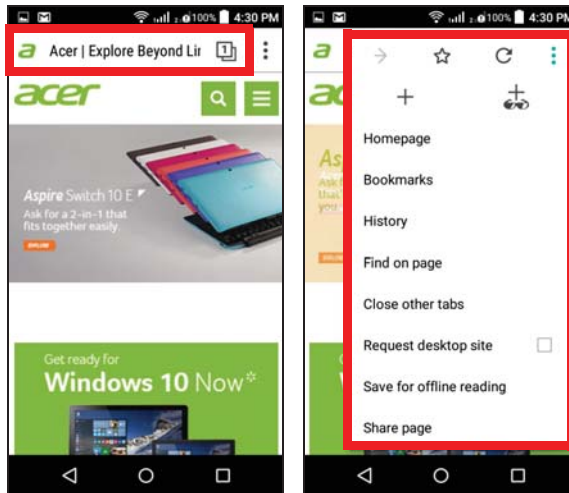 100% 4:30 PM
Acer | Explore Beyond Lir
1
acer
Aspire Switch 10 E
Ask for a 2-in-1 that
fits together easily.
EXPLORE
Get ready for
Windows 10 Now*
100% 4:30 PM
Homepage
Bookmarks
History
Find on page
Close other tabs
Request desktop site
Save for offline reading
Share page